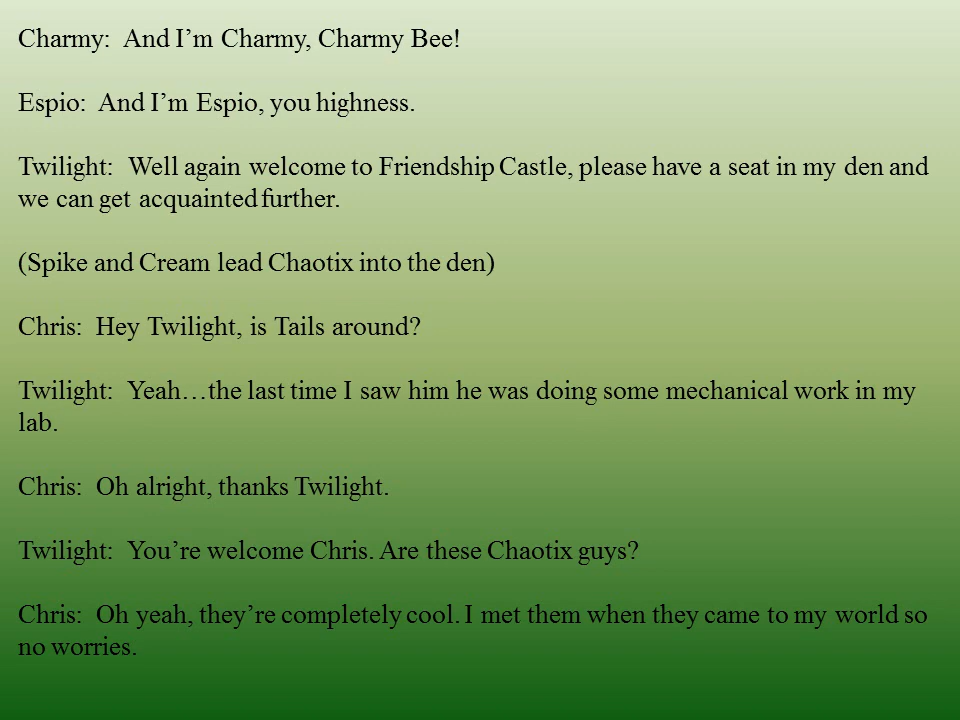 Charmy:  And I’m Charmy, Charmy Bee!
Espio:  And I’m Espio, you highness.
Twilight:  Well again welcome to Friendship Castle, please have a seat in my den and
we can get acquainted further.
(Spike and Cream lead Chaotix into the den)
Chris:  Hey Twilight, is Tails around?
Twilight:  Yeah…the last time I saw him he was doing some mechanical work in my
lab.
Chris:  Oh alright, thanks Twilight.
Twilight:  You’re welcome Chris. Are these Chaotix guys?
Chris:  Oh yeah, they’re completely cool. I met them when they came to my world so
no worries.